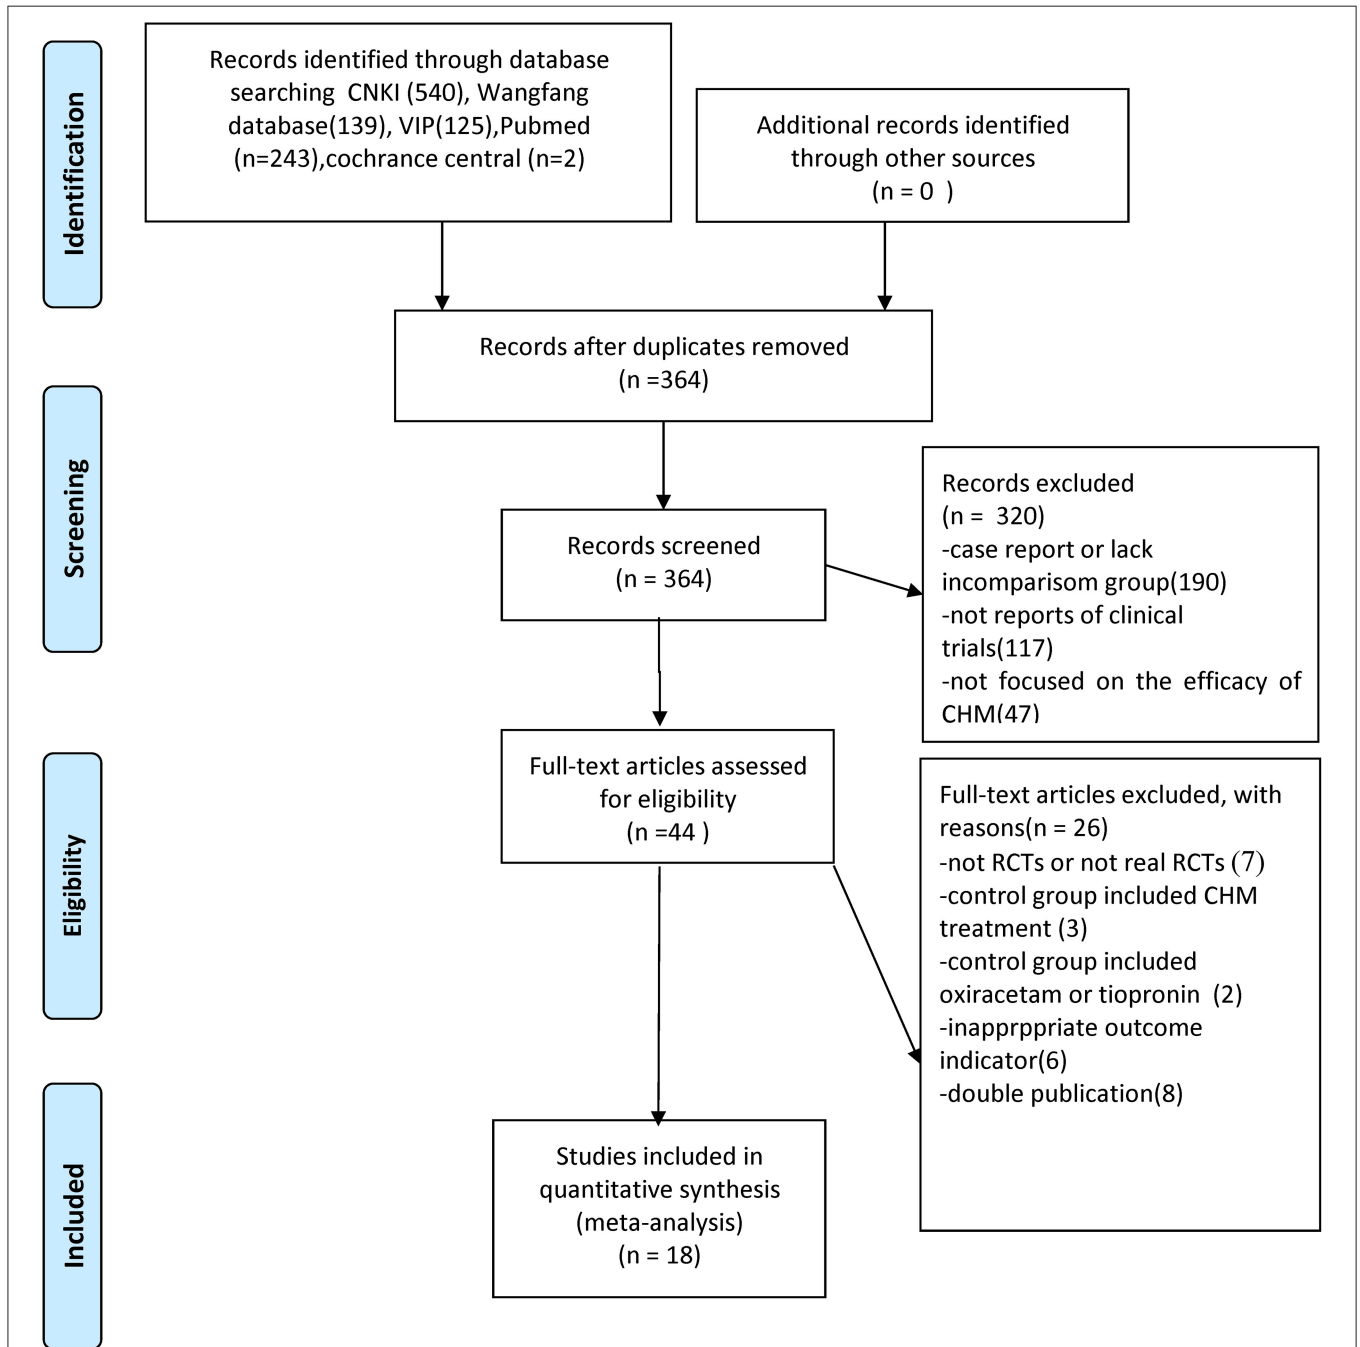 Identification
Records identified through database
searching CNKI (540), Wangfang
database(139), VIP(125),Pubmed
(n=243),cochrance central (n=2)
Additional records identified
through other sources
(n = 0 )
Records after duplicates removed
(n =364)
Screening
Records screened
(n = 364)
Records excluded
(n = 320)
-case report or lack
incomparisom group(190)
-not reports of clinical
trials(117)
-not focused on the efficacy of
CHM(47)
Eligibility
Full-text articles assessed
for eligibility
(n =44 )
Full-text articles excluded, with
reasons(n = 26)
-not RCTs or not real RCTs (7)
-control group included CHM
treatment (3)
-control group included
oxiracetam or tiopronin (2)
-inapprppriate outcome
indicator(6)
-double publication(8)
Included
Studies included in
quantitative synthesis
(meta-analysis)
(n = 18)